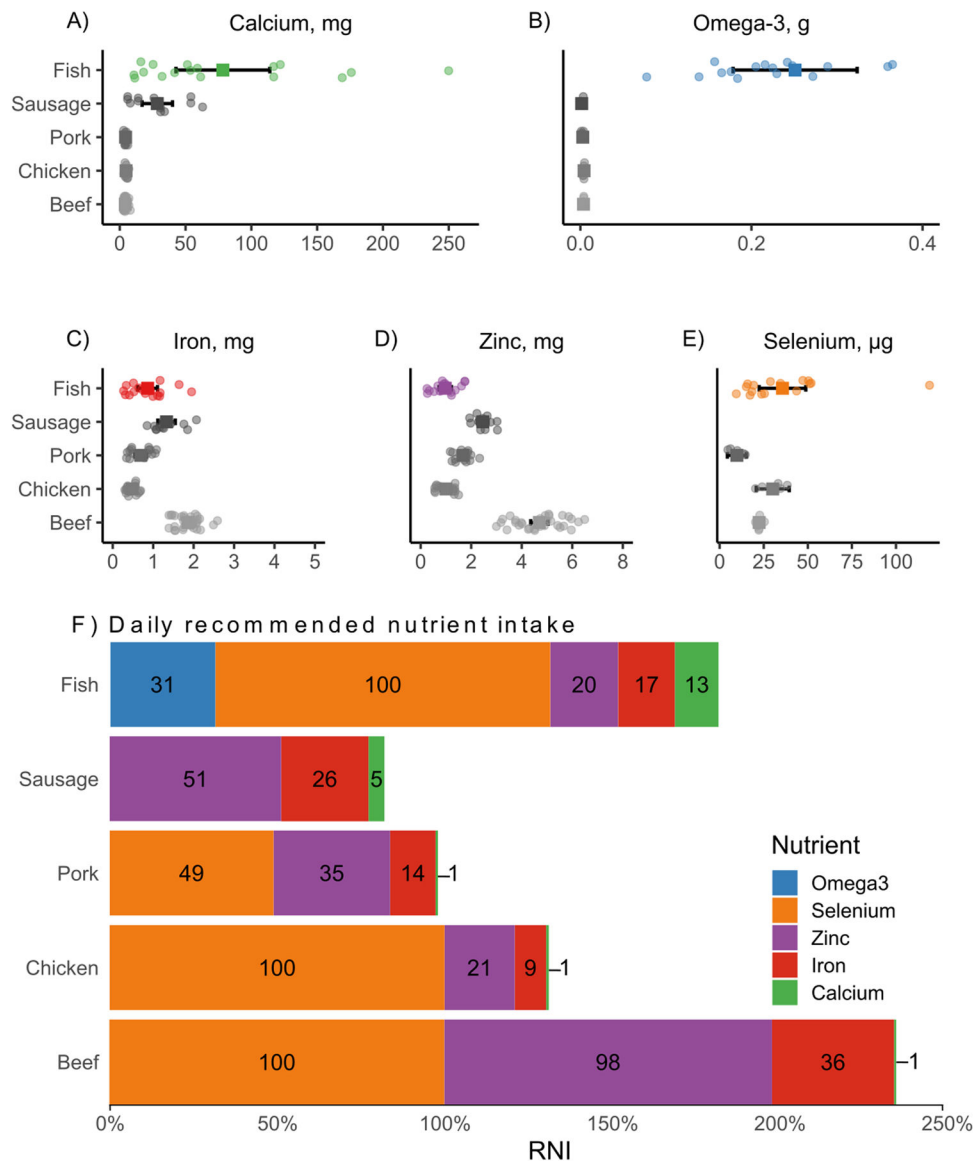 A) Calcium, mg
Fish
Sausage
Pork
Chicken
Beef
0 50 100 150 200 250
B) Omega-3, g
0.0 0.2 0.4
C) Iron, mg
Fish
Sausage
Pork
Chicken
Beef
0 1 2 3 4 5
D) Zinc, mg
0 2 4 6 8
E) Selenium, µg
0 25 50 75 100
F) Daily recommended nutrient intake
Fish 31 100 20 17 13
Sausage 51 26 5
Pork 49 35 14 1
Chicken 100 21 9 1
Beef 100 98 36 1
0% 50% 100% 150% 200% 250%
RNI
Nutrient
Omega3
Selenium
Zinc
Iron
Calcium